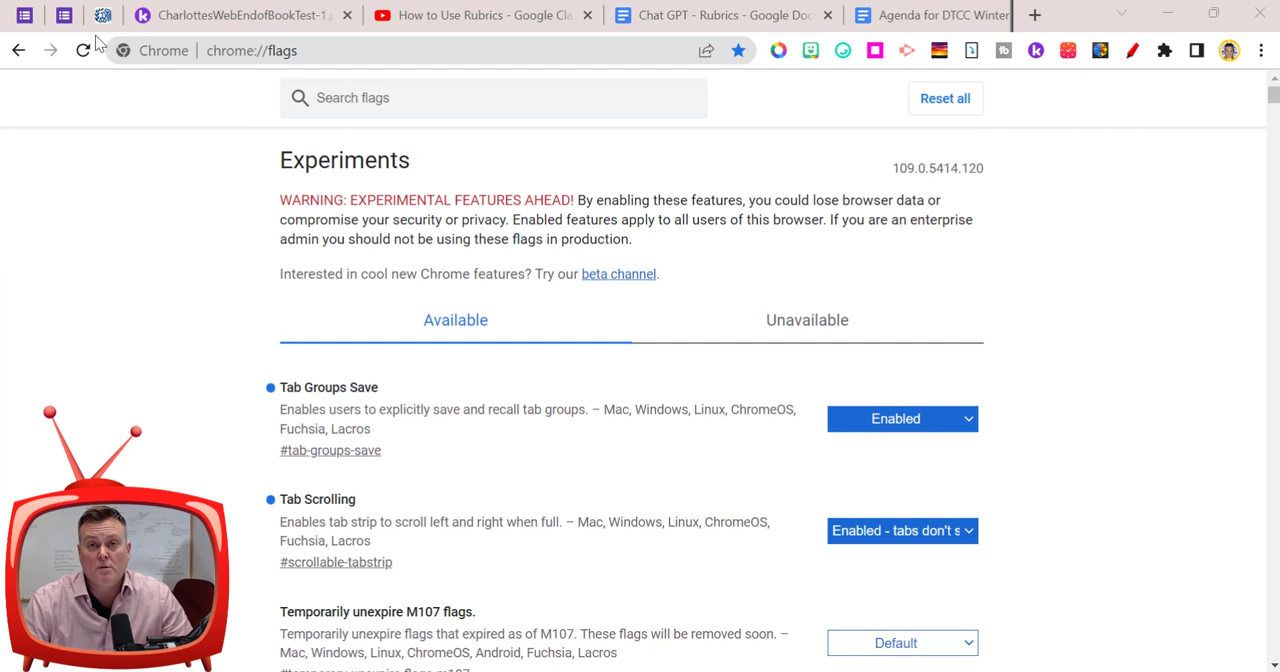 CharlottesWebEndofBookTest-1.
How to Use Rubrics - Google Cla
Chat GPT - Rubrics - Google Doc
Agenda for DTCC Winter
Chrome
chrome://flags
Search flags
Reset all
Experiments
109.0.5414.120
WARNING: EXPERIMENTAL FEATURES AHEAD! By enabling these features, you could lose browser data or
compromise your security or privacy. Enabled features apply to all users of this browser. If you are an enterprise
admin you should not be using these flags in production.
Interested in cool new Chrome features? Try our beta channel.
Available
Unavailable
Tab Groups Save
Enables users to explicitly save and recall tab groups. – Mac, Windows, Linux, ChromeOS,
Fuchsia, Lacros
#tab-groups-save
Enabled
Tab Scrolling
Enables tab strip to scroll left and right when full. – Mac, Windows, Linux, ChromeOS,
Fuchsia, Lacros
#scrollable-tabstrip
Enabled - tabs don't s
Temporarily unexpire M107 flags.
Temporarily unexpire flags that expired as of M107. These flags will be removed soon. –
Mac, Windows, Linux, ChromeOS, Android, Fuchsia, Lacros
#temporary-unexpire-flags-m107
Default